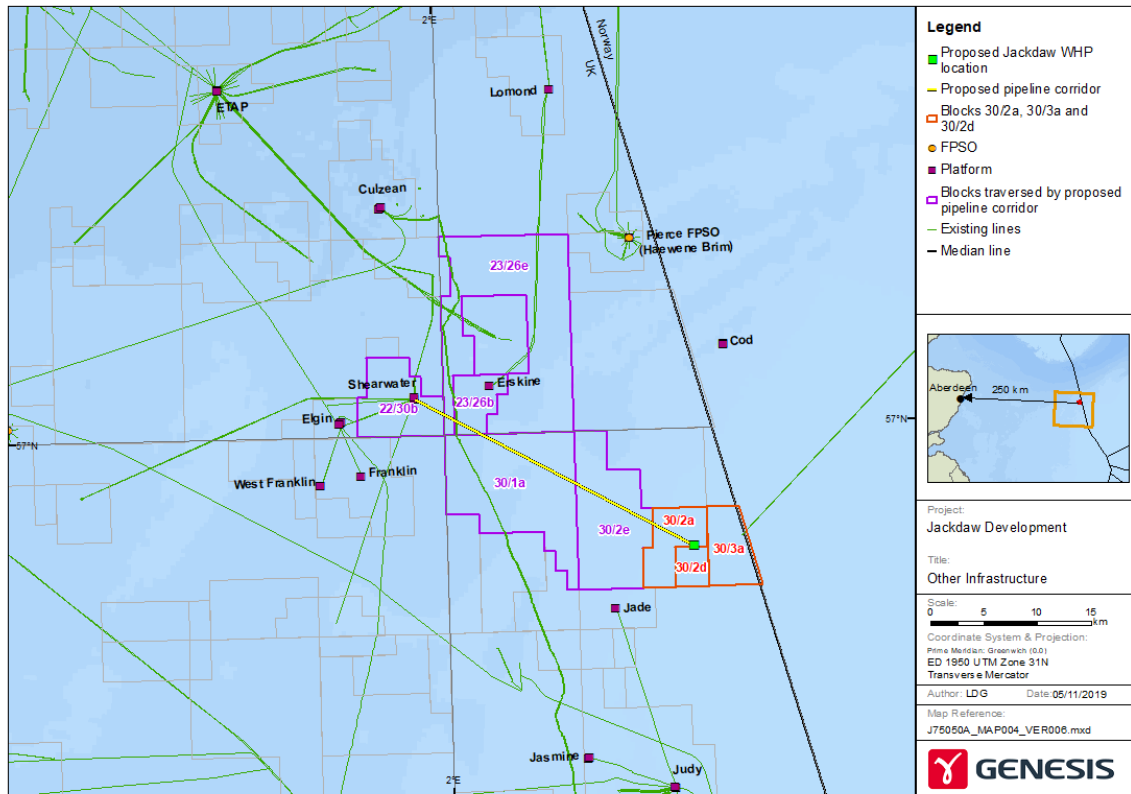 2°E
Norway
UK
Lomond
ETAP
Culzean
Pierce FPSO
(Haewene Brim)
23/26e
Cod
Shearwater
Erskine
22/30b
23/26b
Elgin
57°N
57°N
Franklin
West Franklin
30/1a
30/2e
30/2a
30/3a
30/2d
Jade
Jasmine
Judy
2°E
Legend
Proposed Jackdaw WHP
location
Proposed pipeline corridor
Blocks 30/2a, 30/3a and
30/2d
FPSO
Platform
Blocks traversed by proposed
pipeline corridor
Existing lines
Median line
Aberdeen
250 km
Project:
Jackdaw Development
Title:
Other Infrastructure
Scale:
0 5 10 15
km
Coordinate System & Projection:
Prime Meridian: Greenwich (0.0)
ED 1950 UTM Zone 31N
Transverse Mercator
Author: LDG Date:05/11/2019
Map Reference:
J75050A_MAP004_VER006.mxd
GENESIS